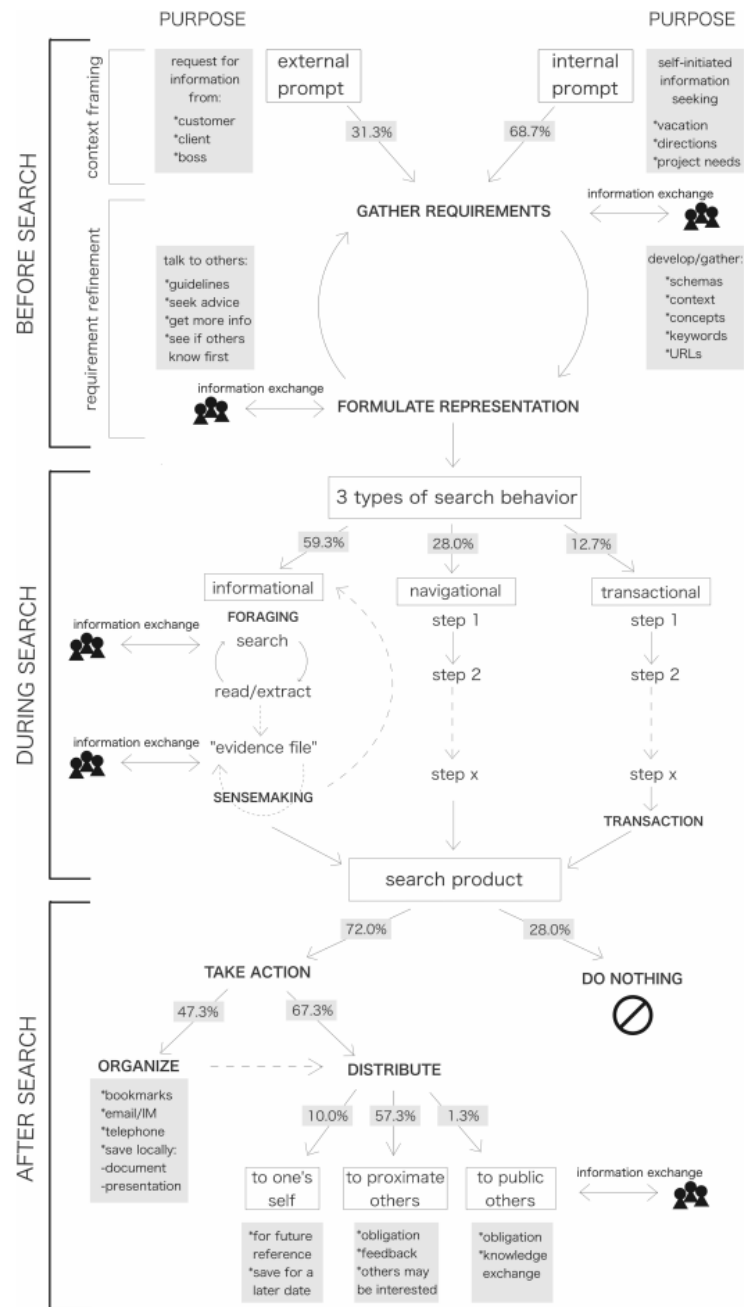 PURPOSE
PURPOSE
BEFORE SEARCH
context framing
request for
information
from:
*customer
*client
*boss
external
prompt
internal
prompt
self-initiated
information
seeking
*vacation
*directions
*project needs
31.3%
68.7%
information exchange
GATHER REQUIREMENTS
requirement refinement
talk to others:
*guidelines
*seek advice
*get more info
*see if others
know first
develop/gather:
*schemas
*context
*concepts
*keywords
*URLs
information exchange
FORMULATE REPRESENTATION
DURING SEARCH
3 types of search behavior
59.3%
28.0%
12.7%
informational
navigational
transactional
FORAGING
search
read/extract
"evidence file"
SENSEMAKING
information exchange
information exchange
step 1
step 2
step x
step 1
step 2
step x
TRANSACTION
search product
AFTER SEARCH
72.0%
28.0%
TAKE ACTION
DO NOTHING
47.3%
67.3%
ORGANIZE
DISTRIBUTE
*bookmarks
*email/IM
*telephone
*save locally:
-document
-presentation
10.0%
57.3%
1.3%
to one's
self
to proximate
others
to public
others
information exchange
*for future
reference
*save for a
later date
*obligation
*feedback
*others may
be interested
*obligation
*knowledge
exchange